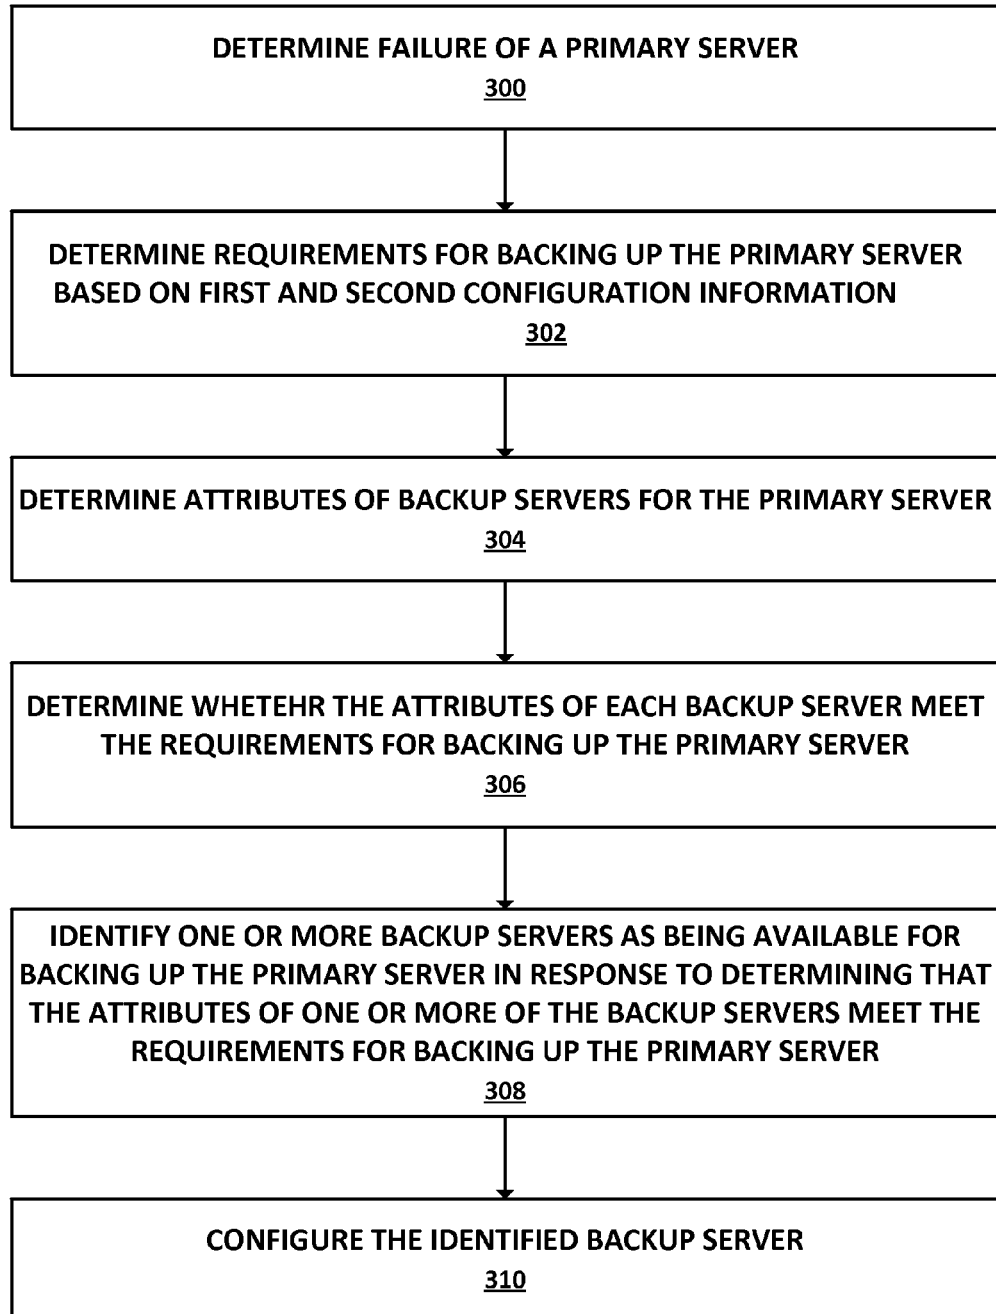 DETERMINE FAILURE OF A PRIMARY SERVER
300
DETERMINE REQUIREMENTS FOR BACKING UP THE PRIMARY SERVER
BASED ON FIRST AND SECOND CONFIGURATION INFORMATION
302
DETERMINE ATTRIBUTES OF BACKUP SERVERS FOR THE PRIMARY SERVER
304
DETERMINE WHETEHR THE ATTRIBUTES OF EACH BACKUP SERVER MEET
THE REQUIREMENTS FOR BACKING UP THE PRIMARY SERVER
306
IDENTIFY ONE OR MORE BACKUP SERVERS AS BEING AVAILABLE FOR
BACKING UP THE PRIMARY SERVER IN RESPONSE TO DETERMINING THAT
THE ATTRIBUTES OF ONE OR MORE OF THE BACKUP SERVERS MEET THE
REQUIREMENTS FOR BACKING UP THE PRIMARY SERVER
308
CONFIGURE THE IDENTIFIED BACKUP SERVER
310